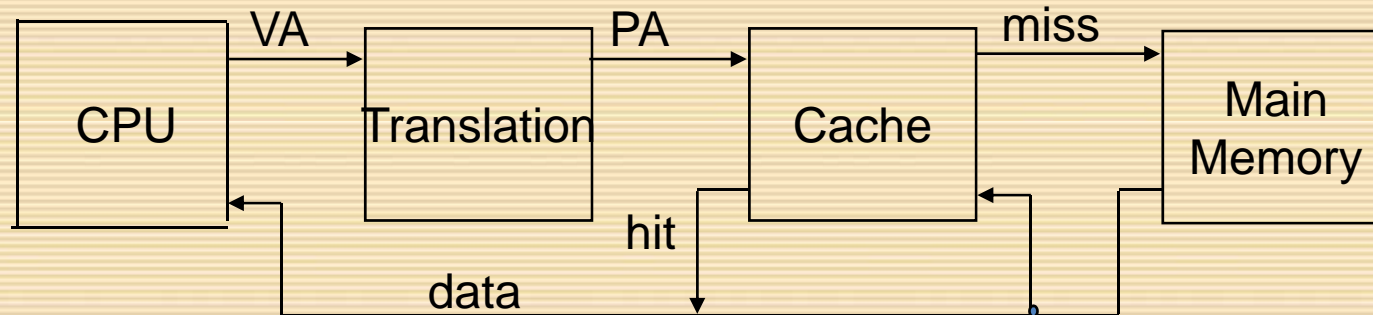 VA
PA
miss
CPU
Translation
Cache
Main
Memory
hit
data